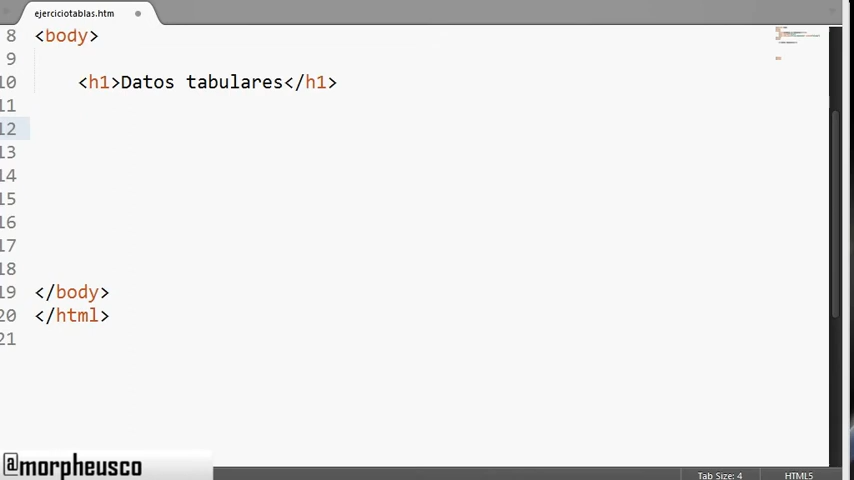 ejerciciotablas.htm
8 <body>
9
10 <h1>Datos tabulares</h1>
11
12
13
14
15
16
17
18
19 </body>
20 </html>
21
@morpheusco
Tab Size: 4 HTML5